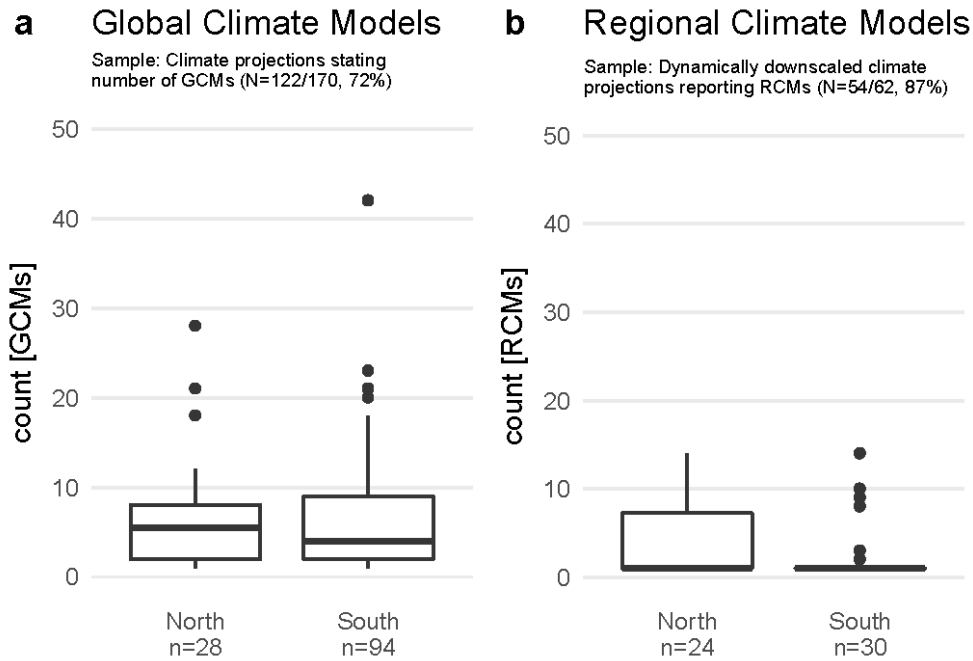 a Global Climate Models
Sample: Climate projections stating
number of GCMs (N=122/170, 72%)
50
40
30
20
10
0
count [GCMs]
North
n=28
South
n=94
b Regional Climate Models
Sample: Dynamically downscaled climate
projections reporting RCMs (N=54/62, 87%)
50
40
30
20
10
0
count [RCMs]
North
n=24
South
n=30